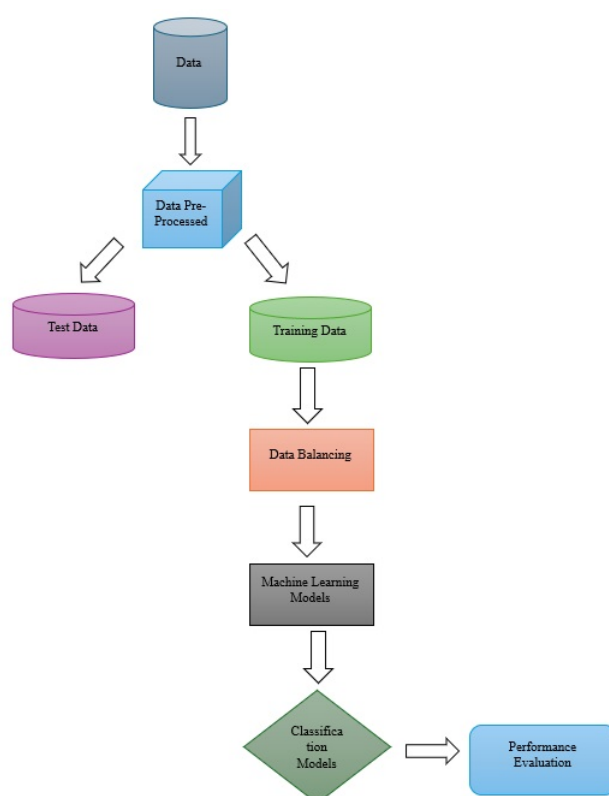 Data
Data Pre-
Processed
Test Data
Training Data
Data Balancing
Machine Learning
Models
Classifica
tion
Models
Performance
Evaluation